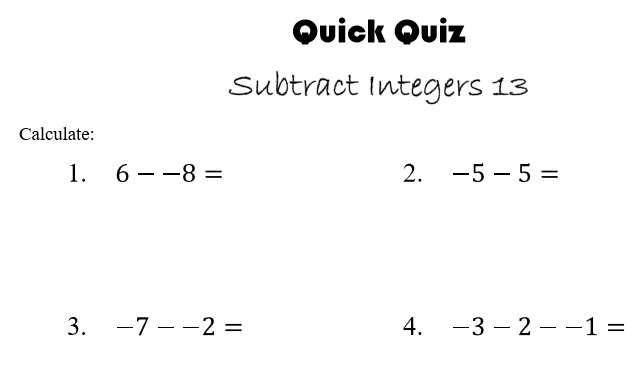 Quick Quiz
Subtract Integers 13
Calculate:
1. 6 − −8 = 2. −5 − 5 =
3. −7 − −2 = 4. −3 − 2 − −1 =